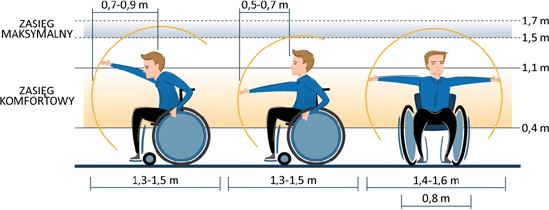 0,7-0,9 m
0,5-0,7 m
ZASIĘG
MAKSYMALNY
1,7 m
1,5 m
1,1 m
ZASIĘG
KOMFORTOWY
0,4 m
1,3-1,5 m
1,3-1,5 m
1,4-1,6 m
0,8 m